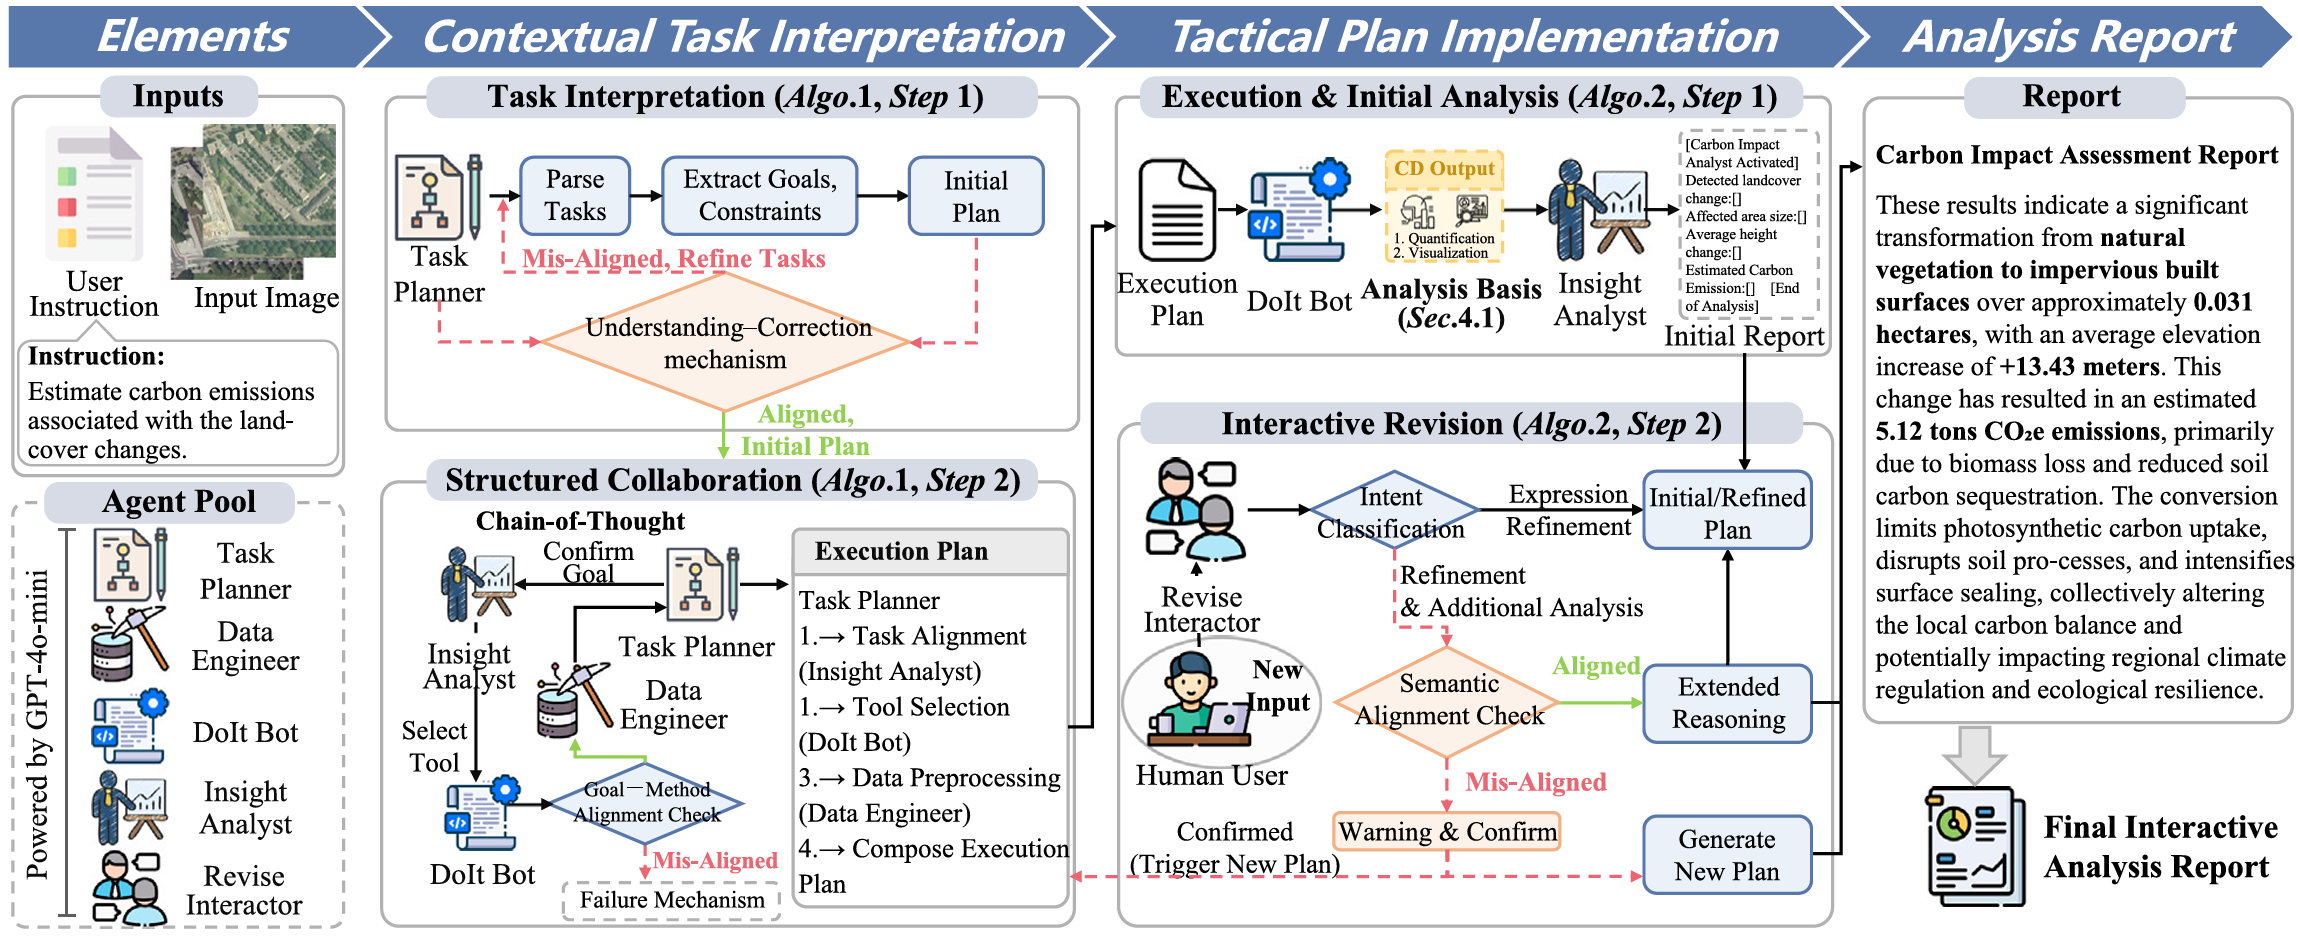 Elements
Contextual Task Interpretation
Tactical Plan Implementation
Analysis Report
Inputs
User
Instruction
Input Image
Instruction:
Estimate carbon emissions
associated with the land-
cover changes.
Agent Pool
Powered by GPT-4o-mini
Task
Planner
Data
Engineer
DoIt Bot
Insight
Analyst
Revise
Interactor
Task Interpretation (Algo.1, Step 1)
Task
Planner
Parse
Tasks
Extract Goals,
Constraints
Initial
Plan
Mis-Aligned, Refine Tasks
Understanding–Correction
mechanism
Aligned,
Initial Plan
Structured Collaboration (Algo.1, Step 2)
Chain-of-Thought
Confirm
Goal
Insight
Analyst
Task Planner
Select
Tool
Data
Engineer
DoIt Bot
Goal—Method
Alignment Check
Mis-Aligned
Failure Mechanism
Execution Plan
Task Planner
1.→ Task Alignment
(Insight Analyst)
1.→ Tool Selection
(DoIt Bot)
3.→ Data Preprocessing
(Data Engineer)
4.→ Compose Execution
Plan
Execution & Initial Analysis (Algo.2, Step 1)
Execution
Plan
DoIt Bot
CD Output
1. Quantification
2. Visualization
Analysis Basis
(Sec.4.1)
Insight
Analyst
[Carbon Impact
Analyst Activated]
Detected landcover
change:[]
Affected area size:[]
Average height
change:[]
Estimated Carbon
Emission:[] [End
of Analysis]
Initial Report
Interactive Revision (Algo.2, Step 2)
Revise
Interactor
New
Input
Human User
Intent
Classification
Expression
Refinement
Initial/Refined
Plan
Refinement
& Additional Analysis
Semantic
Alignment Check
Aligned
Extended
Reasoning
Mis-Aligned
Warning & Confirm
Confirmed
(Trigger New Plan)
Generate
New Plan
Report
Carbon Impact Assessment Report
These results indicate a significant
transformation from natural
vegetation to impervious built
surfaces over approximately 0.031
hectares, with an average elevation
increase of +13.43 meters. This
change has resulted in an estimated
5.12 tons CO₂e emissions, primarily
due to biomass loss and reduced soil
carbon sequestration. The conversion
limits photosynthetic carbon uptake,
disrupts soil pro-cesses, and intensifies
surface sealing, collectively altering
the local carbon balance and
potentially impacting regional climate
regulation and ecological resilience.
Final Interactive
Analysis Report